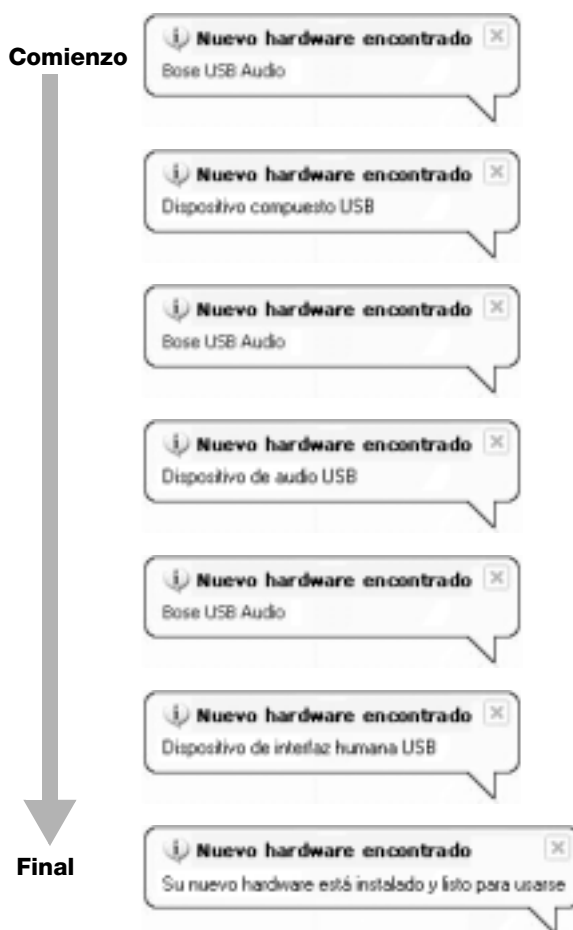 Comienzo
Nuevo hardware encontrado
Bose USB Audio
Nuevo hardware encontrado
Dispositivo compuesto USB
Nuevo hardware encontrado
Bose USB Audio
Nuevo hardware encontrado
Dispositivo de audio USB
Nuevo hardware encontrado
Bose USB Audio
Nuevo hardware encontrado
Dispositivo de interfaz humana USB
Final
Nuevo hardware encontrado
Su nuevo hardware está instalado y listo para usarse